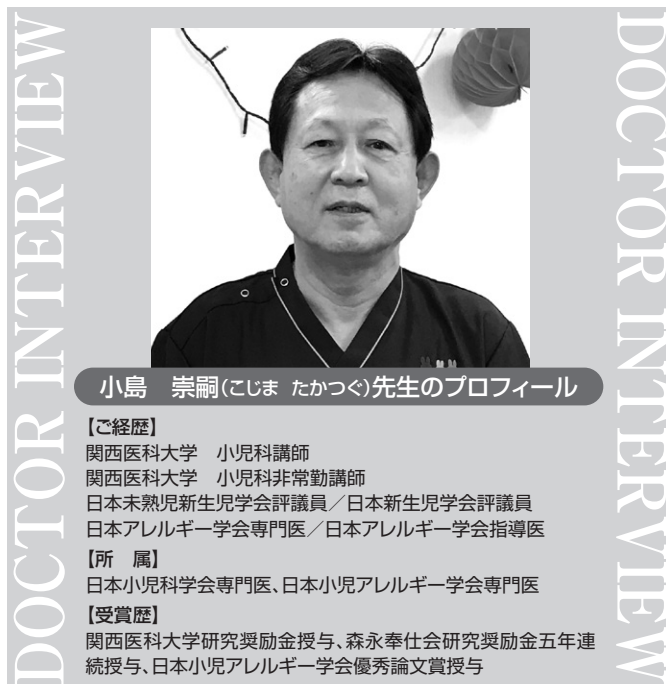 DOCTOR INTERVIEW
DOCTOR INTERVIEW
小島　崇嗣(こじま たかつぐ)先生のプロフィール
【ご経歴】
関西医科大学　小児科講師
関西医科大学　小児科非常勤講師
日本未熟児新生児学会評議員／日本新生児学会評議員
日本アレルギー学会専門医／日本アレルギー学会指導医
【所　属】
日本小児科学会専門医、日本小児アレルギー学会専門医
【受賞歴】
関西医科大学研究奨励金授与、森永奉仕会研究奨励金五年連
続授与、日本小児アレルギー学会優秀論文賞授与